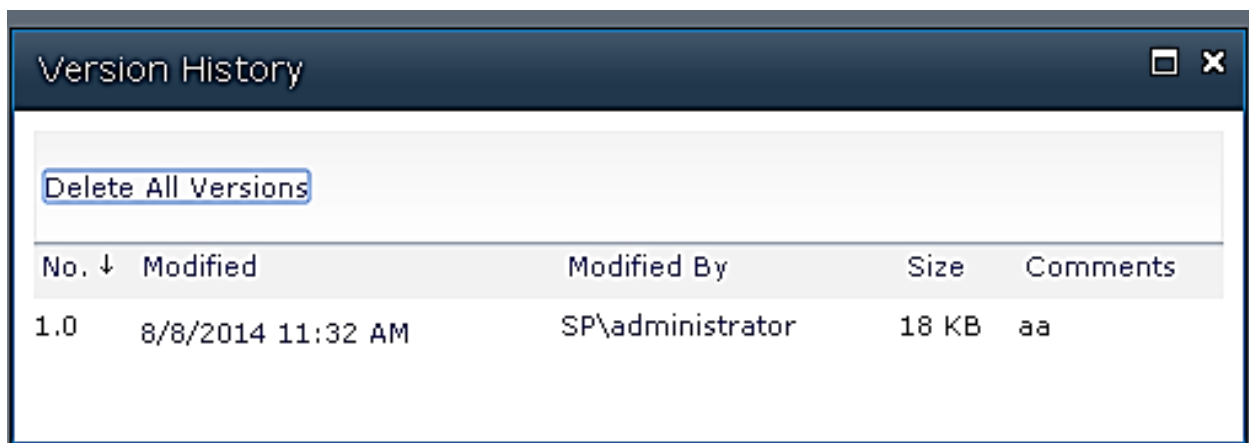 Version History
Delete All Versions
No. ↓ Modified Modified By Size Comments
1.0 8/8/2014 11:32 AM SP\administrator 18 KB aa